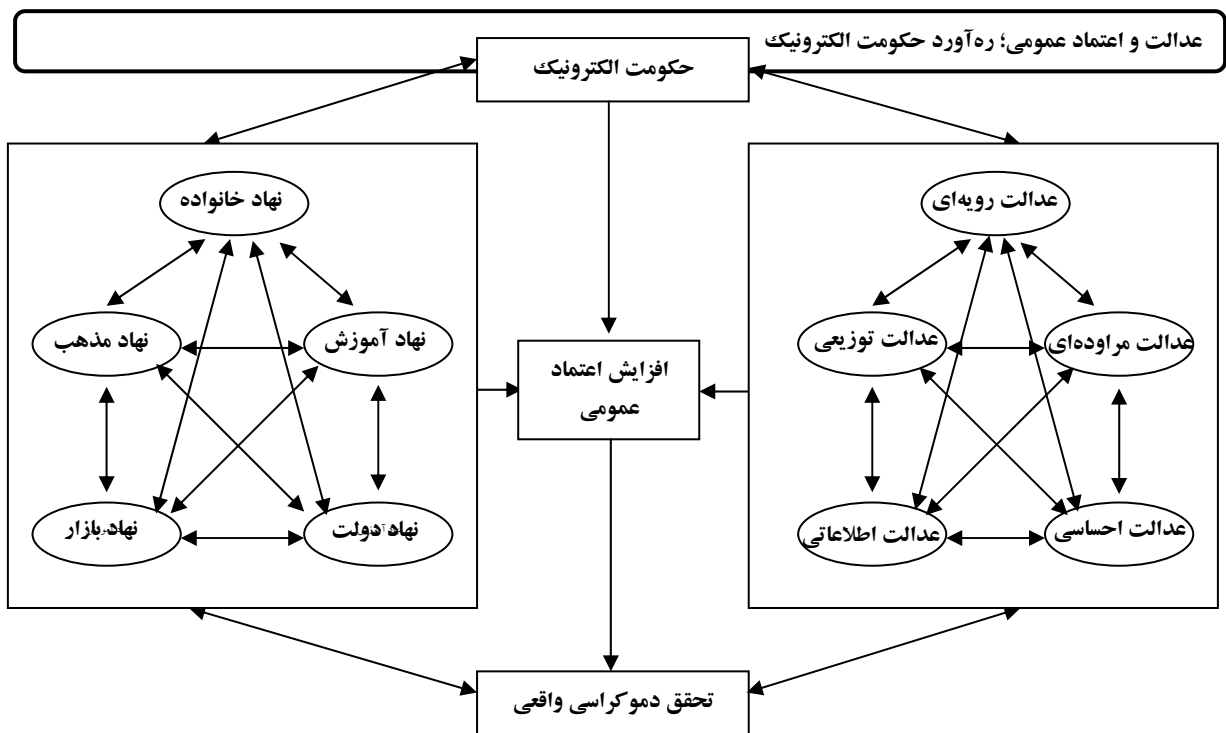 عدالت و اعتماد عمومی؛ ره‌آورد حکومت الکترونیک
حکومت الکترونیک
عدالت رویه‌ای
نهاد خانواده
عدالت مراوده‌ای
عدالت توزیعی
افزایش اعتماد
عمومی
نهاد آموزش
نهاد مذهب
عدالت احساسی
عدالت اطلاعاتی
نهاد دولت
نهاد بازار
تحقق دموکراسی واقعی